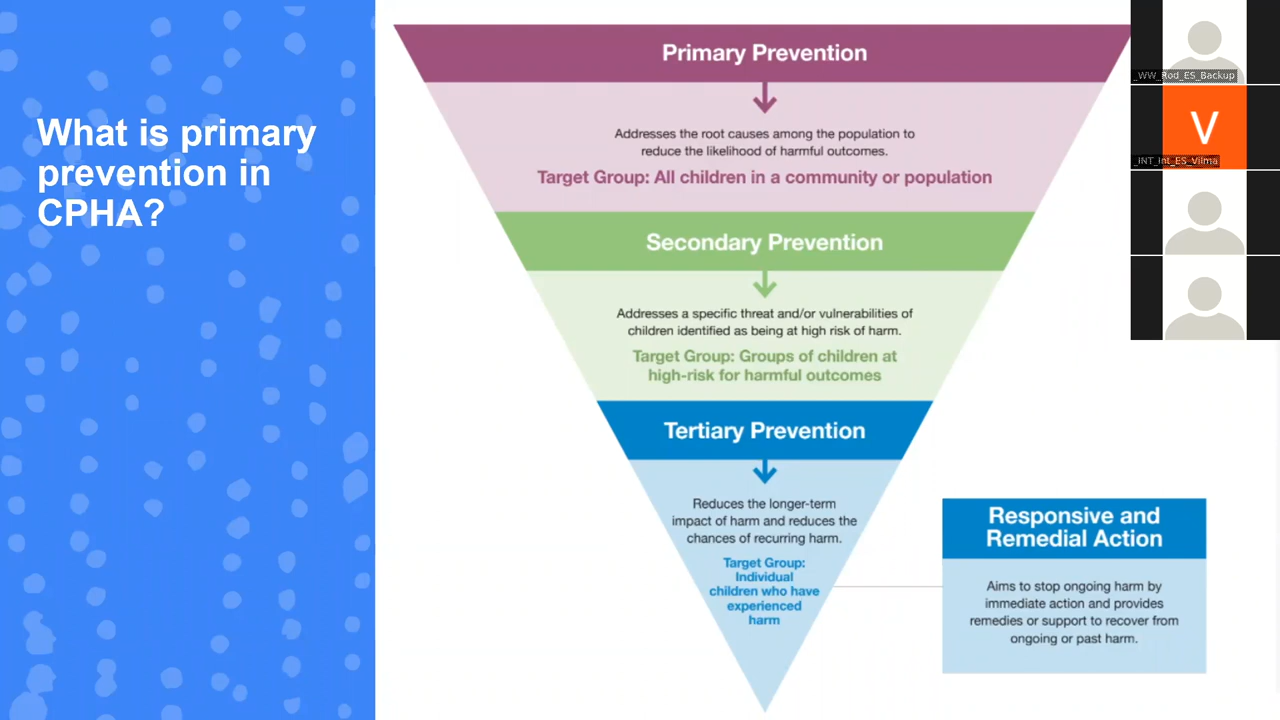 What is primary
prevention in
CPHA?
Primary Prevention
Addresses the root causes among the population to
reduce the likelihood of harmful outcomes.
Target Group: All children in a community or population
Secondary Prevention
Addresses a specific threat and/or vulnerabilities of
children identified as being at high risk of harm.
Target Group: Groups of children at
high-risk for harmful outcomes
Tertiary Prevention
Reduces the longer-term
impact of harm and reduces the
chances of recurring harm.
Target Group:
Individual
children who have
experienced
harm
Responsive and
Remedial Action
Aims to stop ongoing harm by
immediate action and provides
remedies or support to recover from
ongoing or past harm.
_WW_Rod_ES_Backup
V
_INT_Int_ES_Vilma